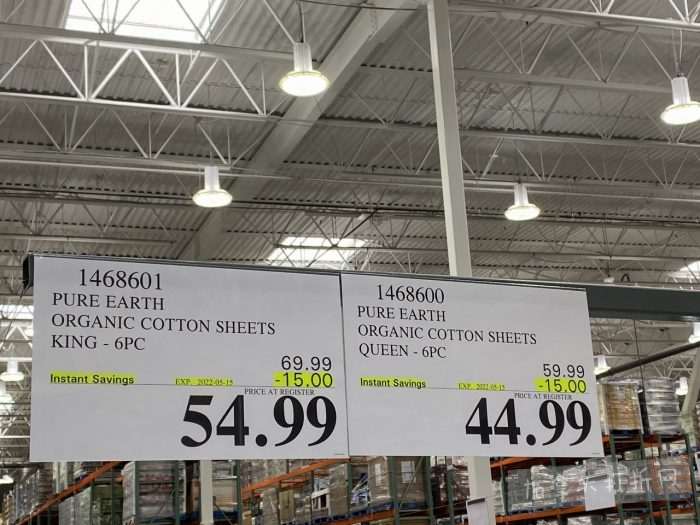 1468601
PURE EARTH
ORGANIC COTTON SHEETS
KING - 6PC
69.99
Instant Savings EXP. 2022-05-15 -15.00
PRICE AT REGISTER
54.99
1468600
PURE EARTH
ORGANIC COTTON SHEETS
QUEEN - 6PC
59.99
Instant Savings EXP. 2022-05-15 -15.00
PRICE AT REGISTER
44.99